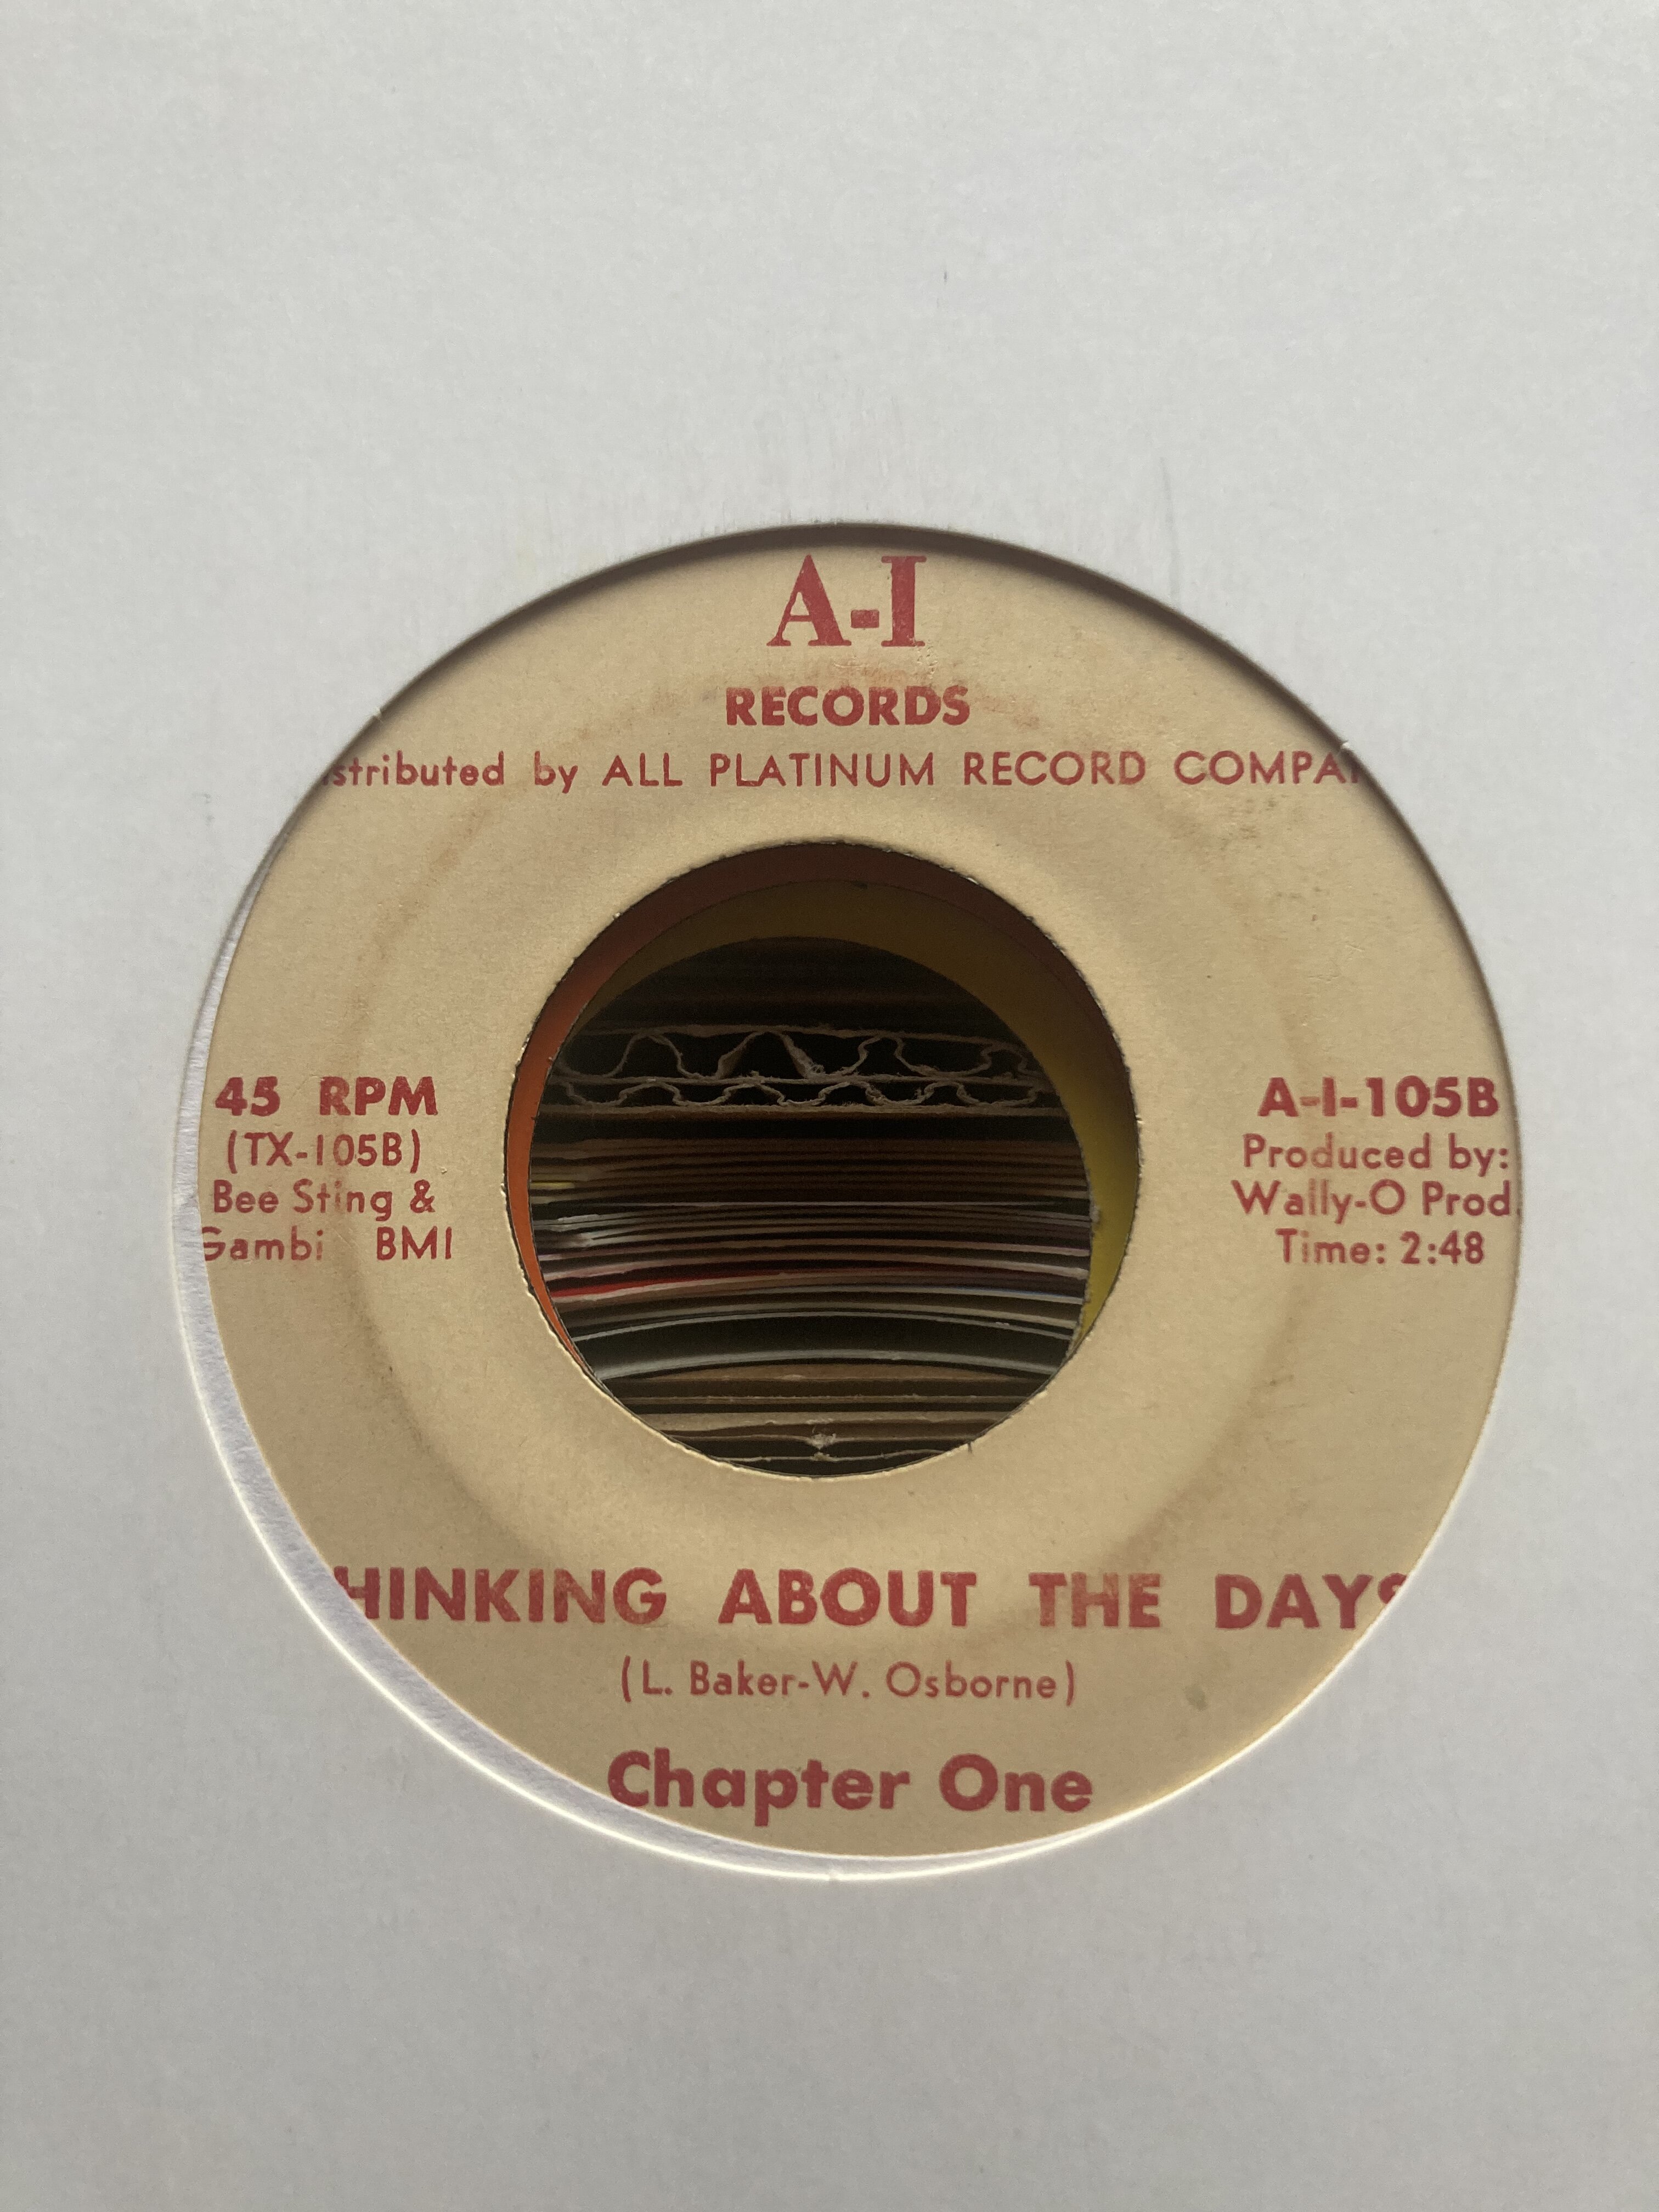 A-I
RECORDS
stributed by ALL PLATINUM RECORD COMPA
45 RPM
(TX-105B)
Bee Sting &
Gambi BMI
A-I-105B
Produced by:
Wally-O Prod.
Time: 2:48
HINKING ABOUT THE DAYS
(L. Baker-W. Osborne)
Chapter One